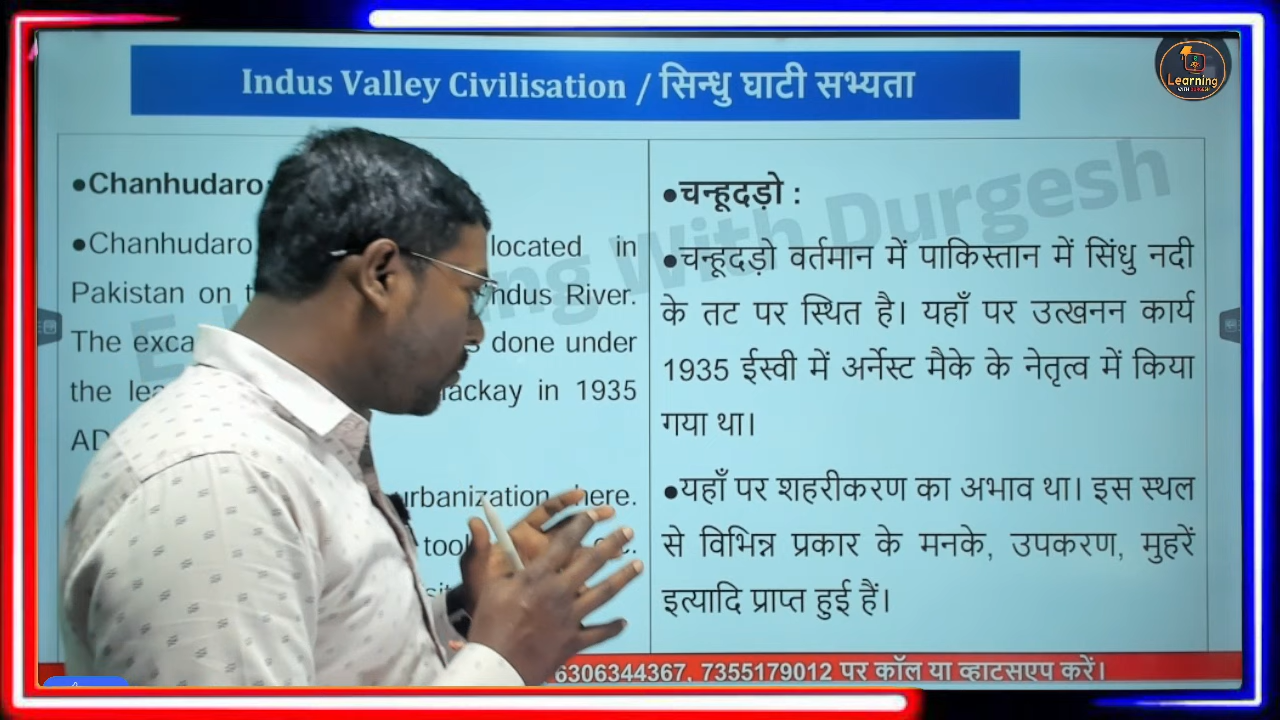 Indus Valley Civilisation / सिन्धु घाटी सभ्यता
Learning
●Chanhudaro:
●Chanhudaro located in
Pakistan on ndus River.
The exca done under
the lea ackay in 1935
AD
urbanization here.
tool
●चन्हूदड़ो :
●चन्हूदड़ो वर्तमान में पाकिस्तान में सिंधु नदी
के तट पर स्थित है। यहाँ पर उत्खनन कार्य
1935 ईस्वी में अर्नेस्ट मैके के नेतृत्व में किया
गया था।
●यहाँ पर शहरीकरण का अभाव था। इस स्थल
से विभिन्न प्रकार के मनके, उपकरण, मुहरें
इत्यादि प्राप्त हुई हैं।
With Durgesh
6306344367, 7355179012 पर कॉल या व्हाटसएप करें।